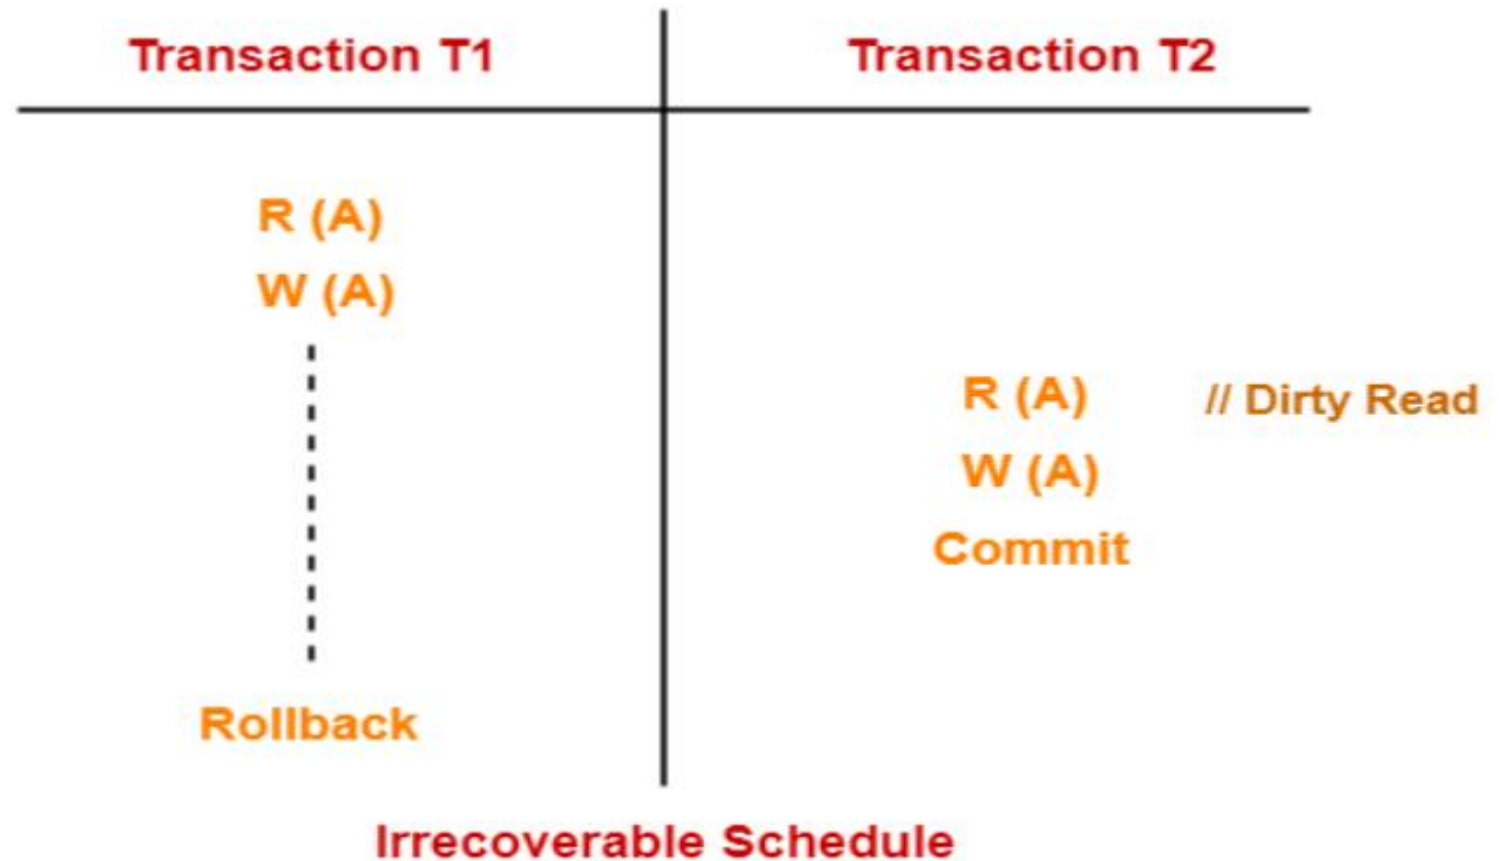 Transaction T1 Transaction T2
R (A)
W (A)
R (A) // Dirty Read
W (A)
Commit
Rollback
Irrecoverable Schedule